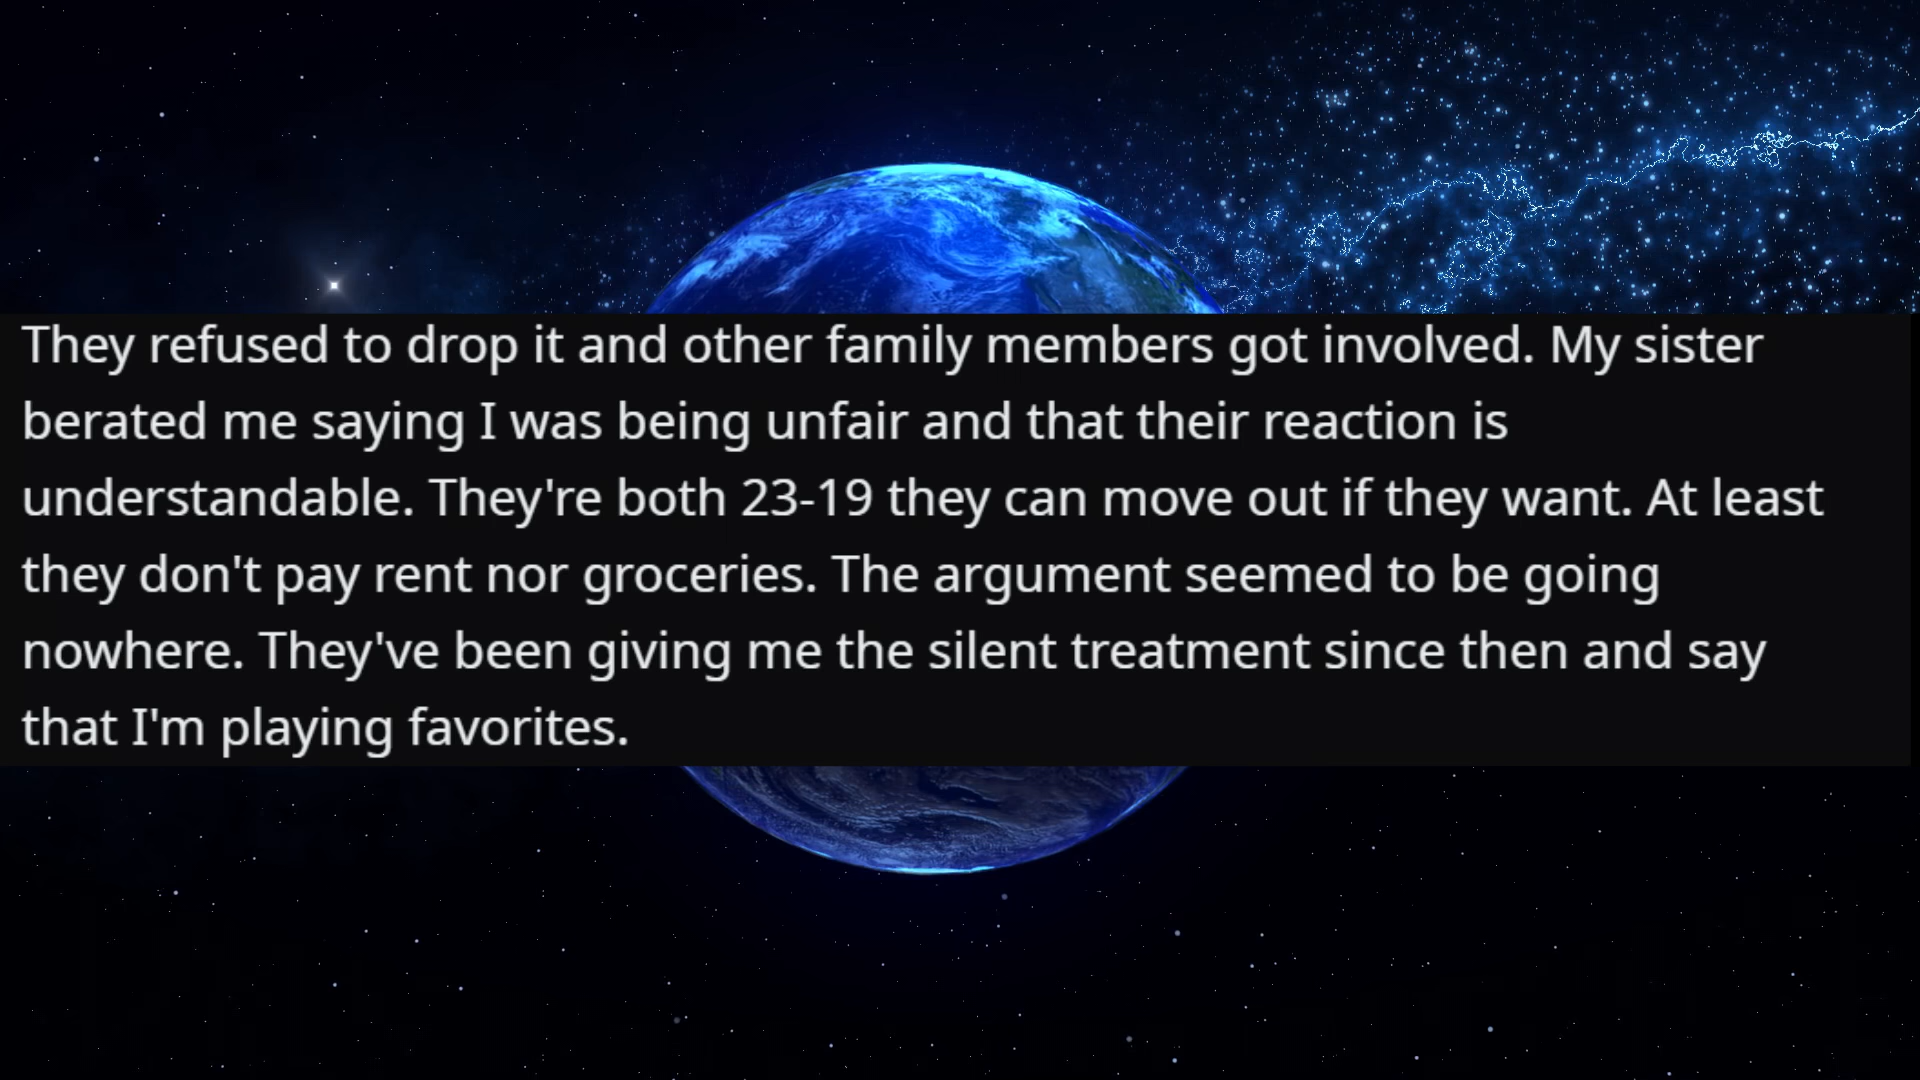 They refused to drop it and other family members got involved. My sister
berated me saying I was being unfair and that their reaction is
understandable. They're both 23-19 they can move out if they want. At least
they don't pay rent nor groceries. The argument seemed to be going
nowhere. They've been giving me the silent treatment since then and say
that I'm playing favorites.